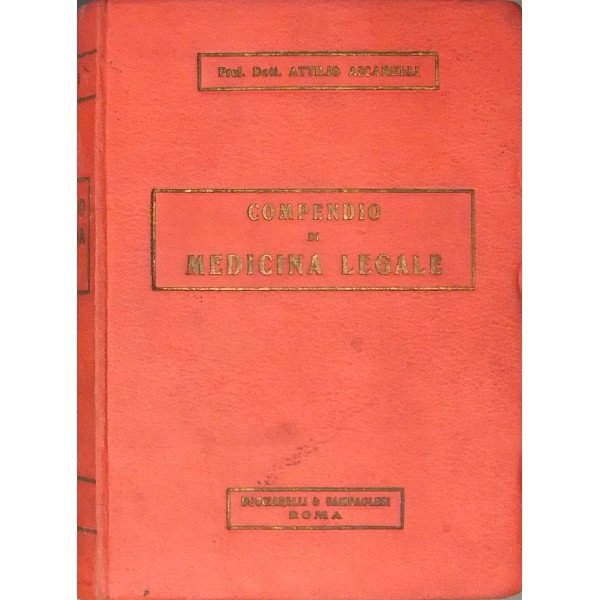 Prof. Dott. ATTILIO ASCARELLI
COMPENDIO
DI
MEDICINA LEGALE
ROMA